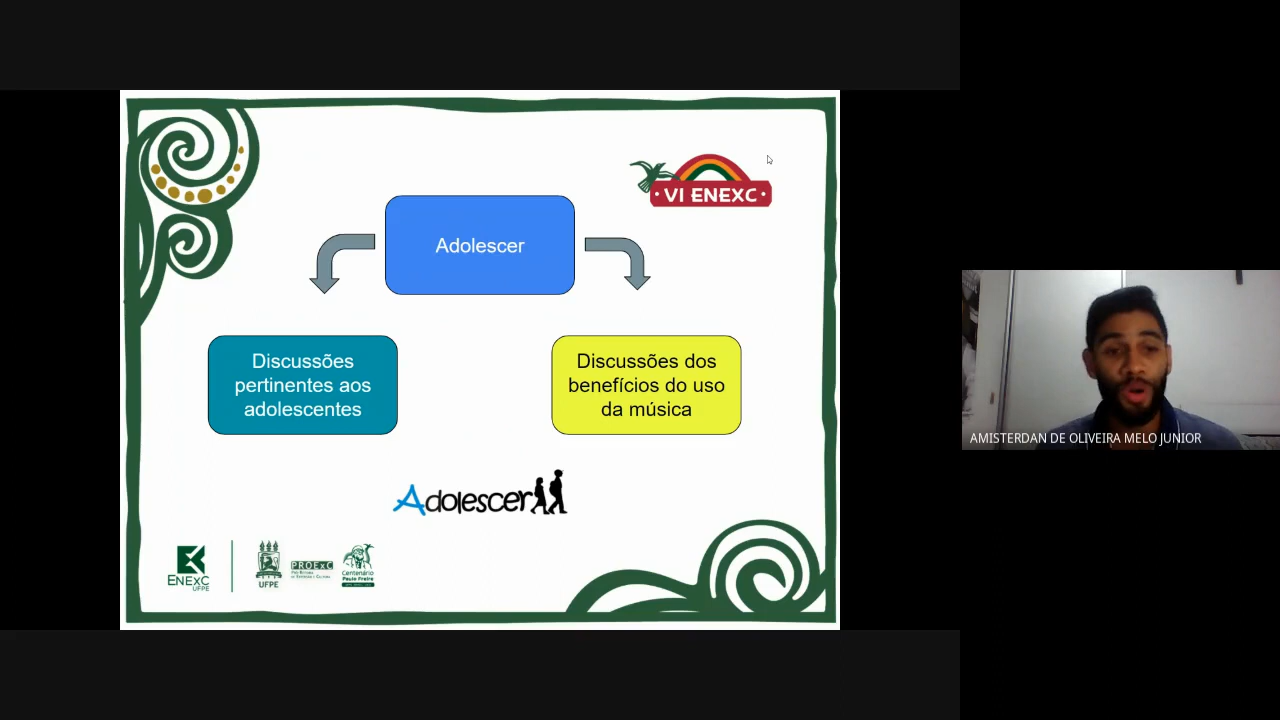 VI ENEXC
Adolescer
Discussões
pertinentes aos
adolescentes
Discussões dos
benefícios do uso
da música
Adolescer
ENEXC
UFPE
UFPE
PROExC
Centenário
Paulo Freire
AMISTERDAN DE OLIVEIRA MELO JUNIOR